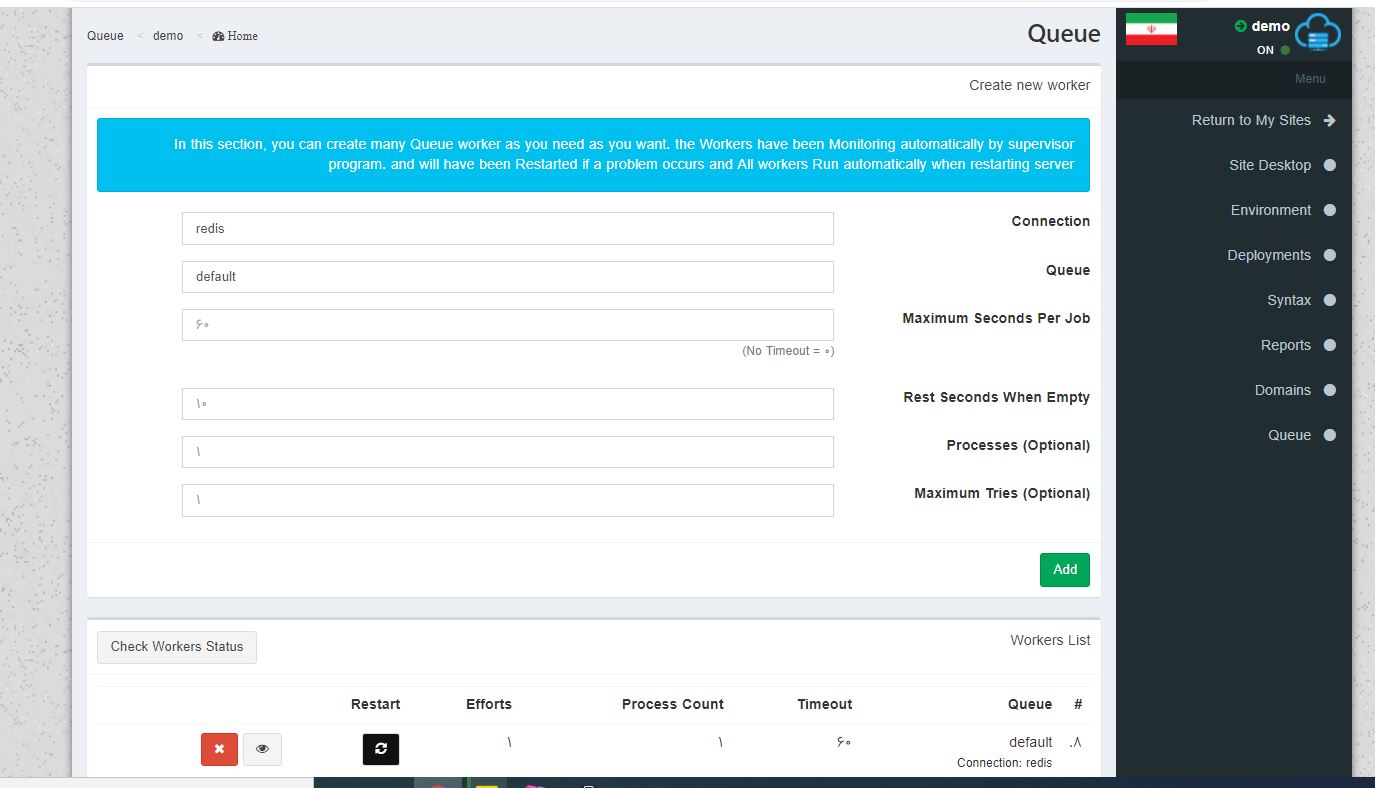 demo
ON
Menu
Return to My Sites
Site Desktop
Environment
Deployments
Syntax
Reports
Domains
Queue
Queue
Queue < demo < Home
Create new worker
In this section, you can create many Queue worker as you need as you want. the Workers have been Monitoring automatically by supervisor
program. and will have been Restarted if a problem occurs and All workers Run automatically when restarting server
Connection
redis
Queue
default
Maximum Seconds Per Job
۶۰
(No Timeout = ۰)
Rest Seconds When Empty
۱۰
Processes (Optional)
۱
Maximum Tries (Optional)
۱
Add
Workers List
Check Workers Status
# Queue Timeout Process Count Efforts Restart
۸. default ۶۰ ۱ ۱
Connection: redis